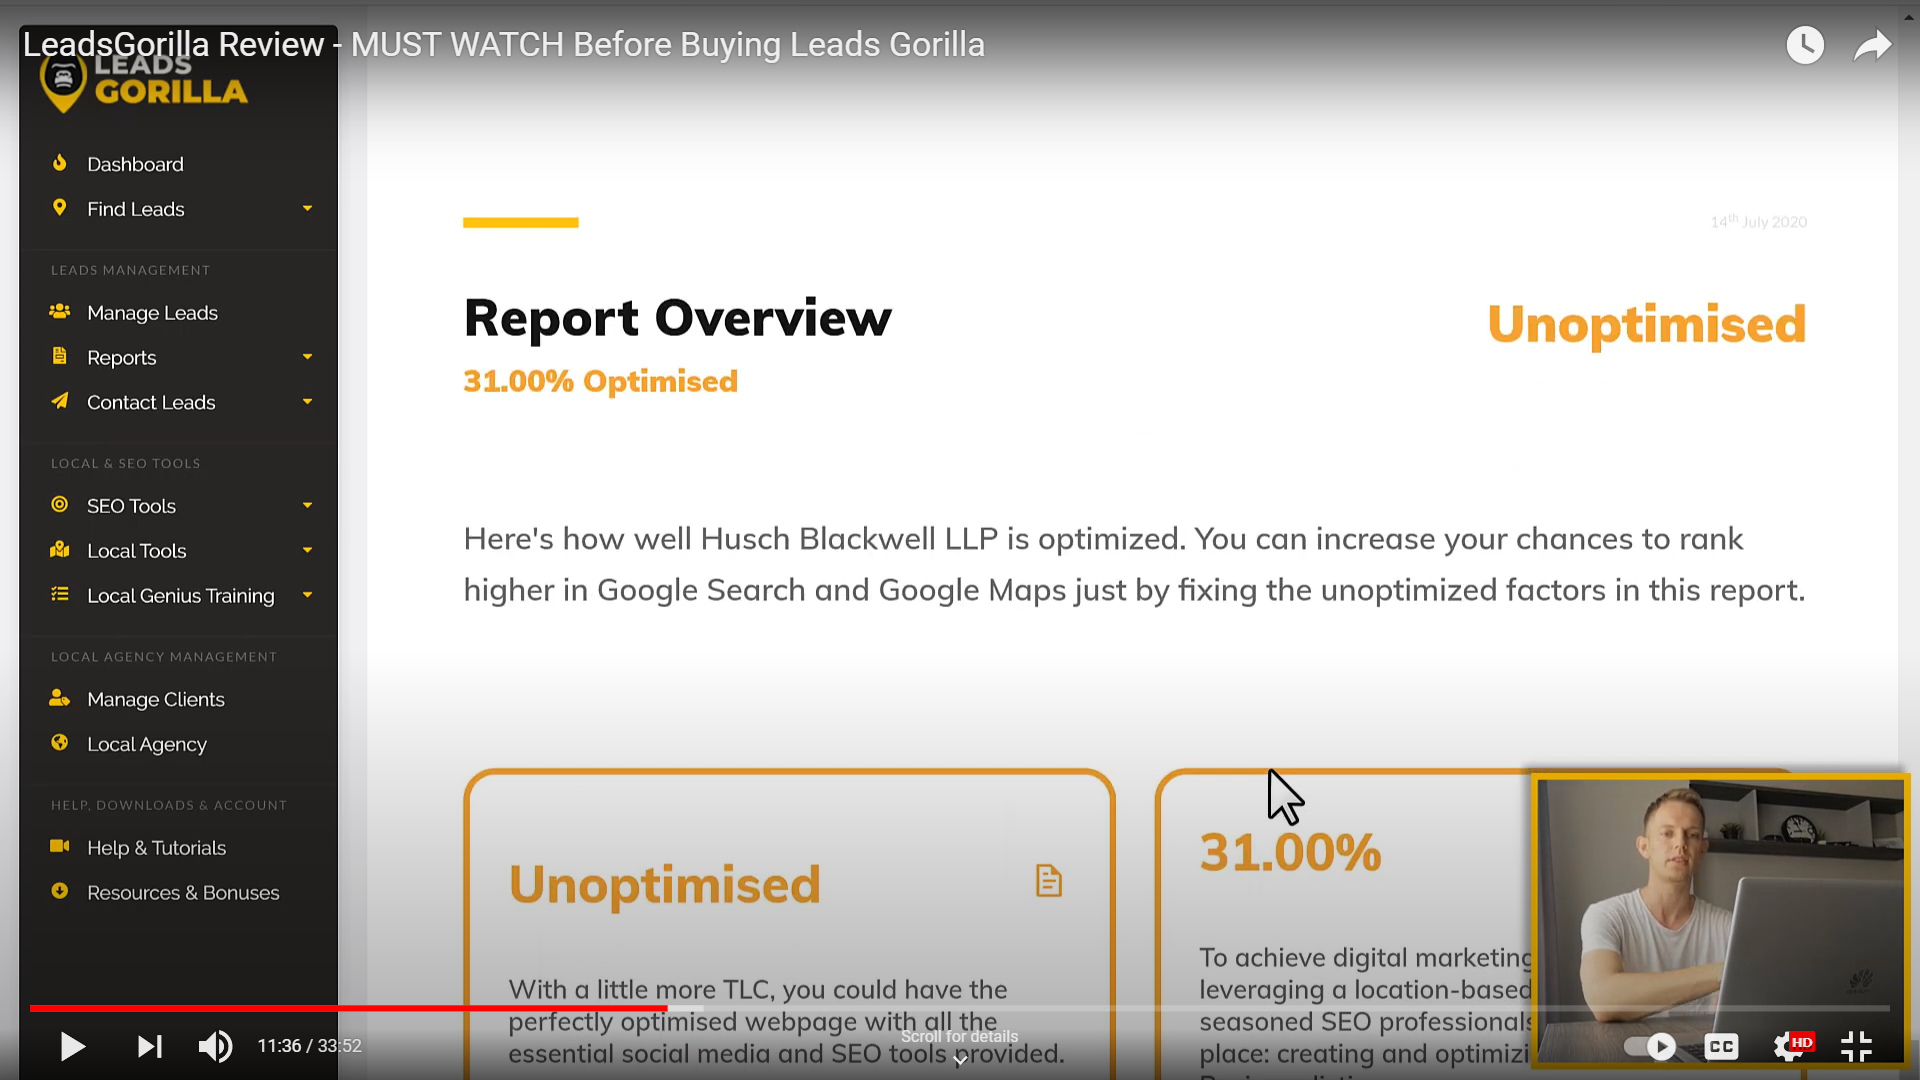 LeadsGorilla Review - MUST WATCH Before Buying Leads Gorilla
LEADS
GORILLA
Dashboard
Find Leads
LEADS MANAGEMENT
Manage Leads
Reports
Contact Leads
LOCAL & SEO TOOLS
SEO Tools
Local Tools
Local Genius Training
LOCAL AGENCY MANAGEMENT
Manage Clients
Local Agency
HELP, DOWNLOADS & ACCOUNT
Help & Tutorials
Resources & Bonuses
14th July 2020
Report Overview
Unoptimised
31.00% Optimised
Here's how well Husch Blackwell LLP is optimized. You can increase your chances to rank
higher in Google Search and Google Maps just by fixing the unoptimized factors in this report.
Unoptimised
With a little more TLC, you could have the
perfectly optimised webpage with all the
essential social media and SEO tools provided.
31.00%
To achieve digital marketing
leveraging a location-based
seasoned SEO professionals
place: creating and optimizi
Scroll for details
11:36 / 33:52
CC
HD